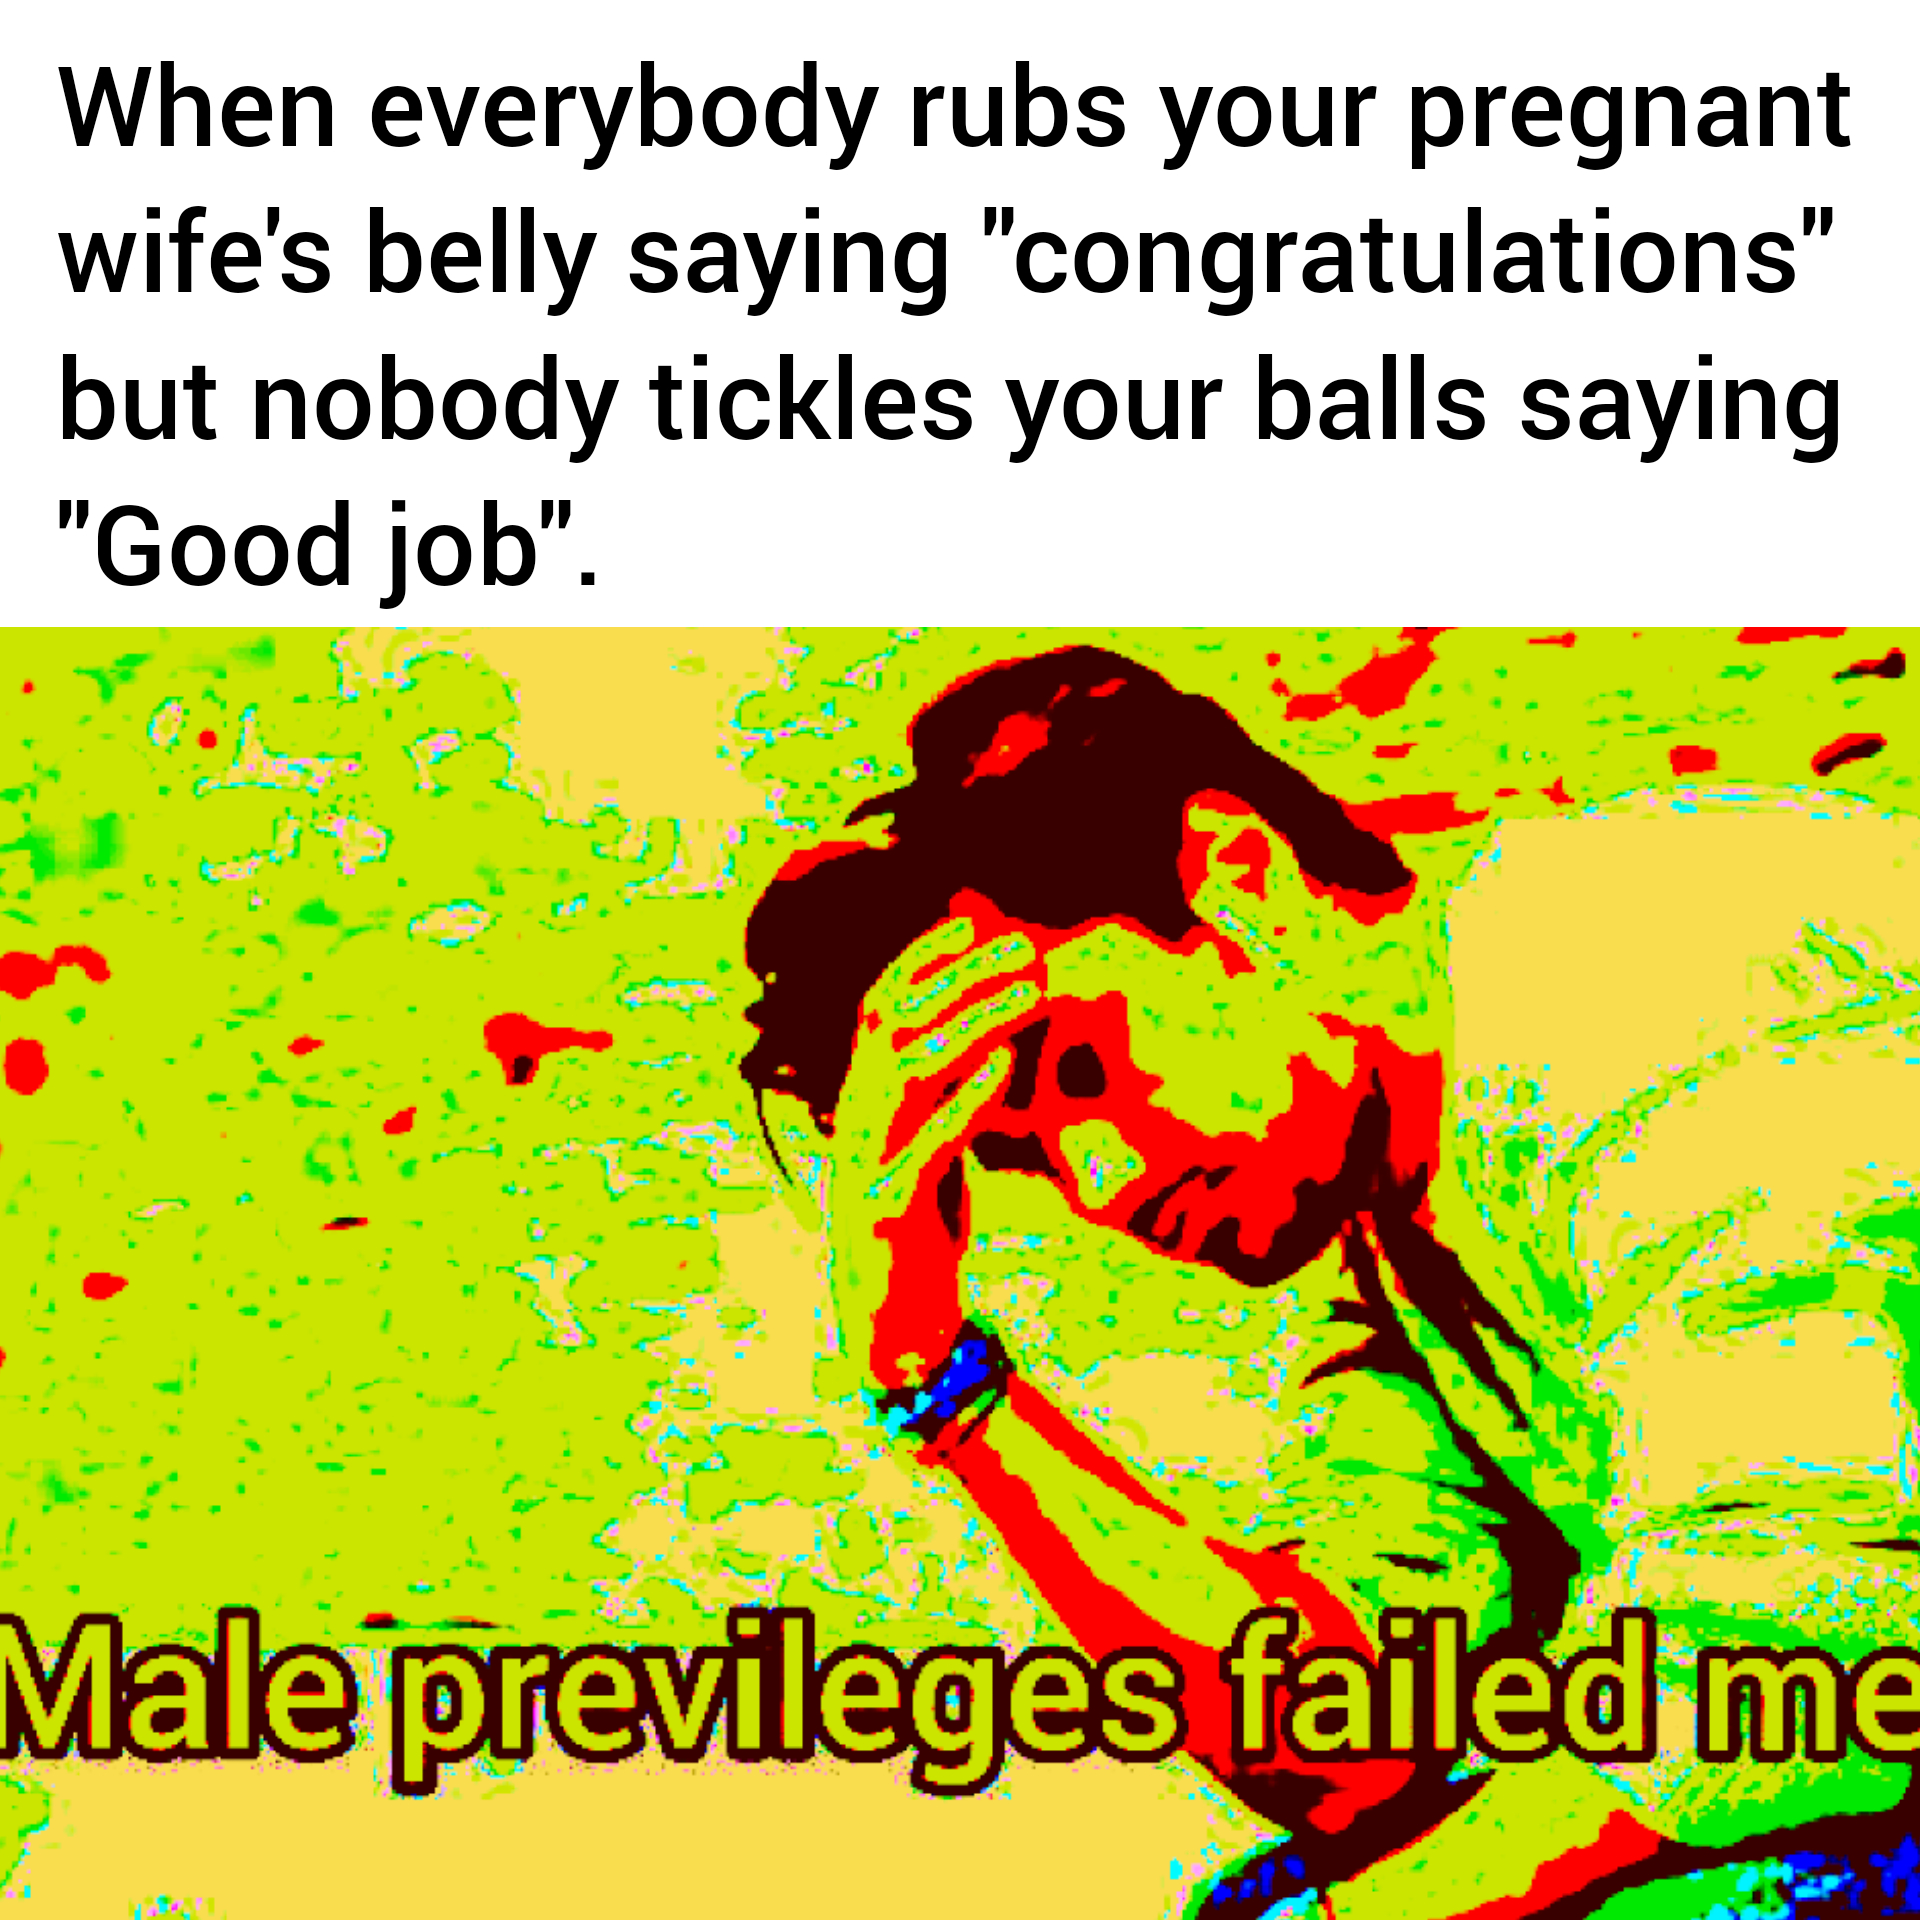 When everybody rubs your pregnant
wife's belly saying "congratulations"
but nobody tickles your balls saying
"Good job".
Male previleges failed me